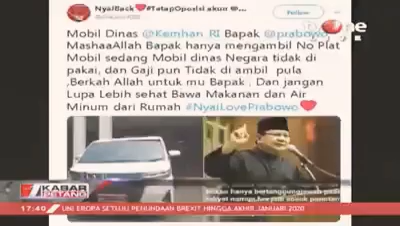 NyaiBack❤#TetapOposisi
Follow
Mobil Dinas @Kemhan RI Bapak @prabowo
MashaaAllah Bapak hanya mengambil No Plat
Mobil sedang Mobil dinas Negara tidak di
pakai, dan Gaji pun Tidak di ambil pula
,Berkah Allah untuk mu Bapak . Dan jangan
Lupa Lebih sehat Bawa Makanan dan Air
Minum dari Rumah #NyaiLovePrabowo❤
KABAR
PETANG
17:40 UNI EROPA SETUJUI PENUNDAAN BREXIT HINGGA AKHIR JANUARI 2020